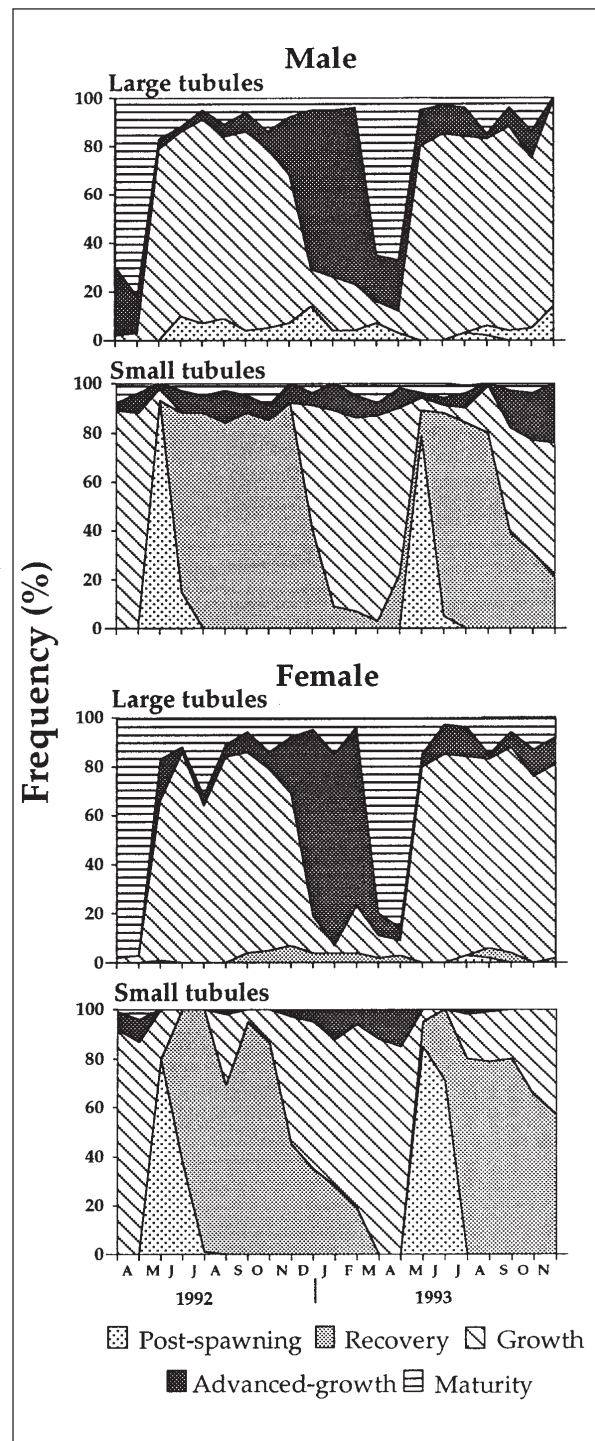 Male
Large tubules
100
80
60
40
20
0
Small tubules
100
80
60
40
20
0
Frequency (%)
Female
Large tubules
100
80
60
40
20
0
Small tubules
100
80
60
40
20
0
A M J J A S O N D J F M A M J J A S O N
1992 1993
Post-spawning Recovery Growth
Advanced-growth Maturity